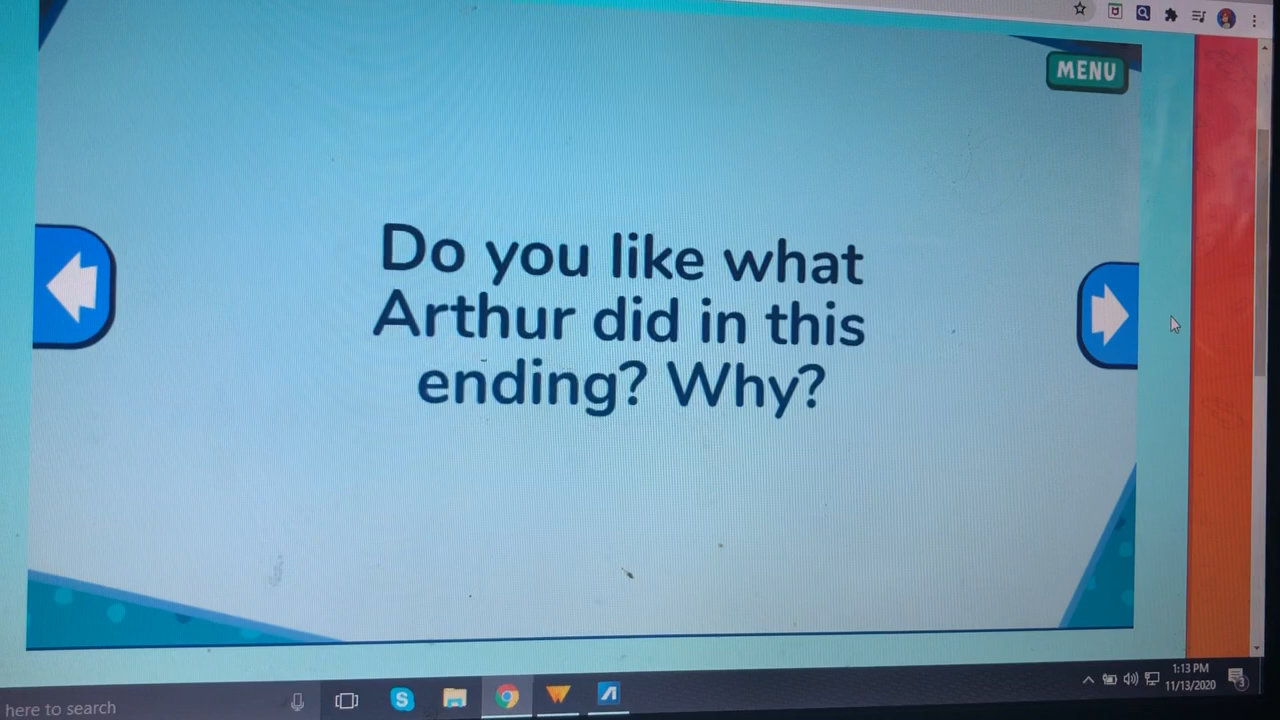 MENU
Do you like what
Arthur did in this
ending? Why?
here to search
1:13 PM
11/13/2020
3